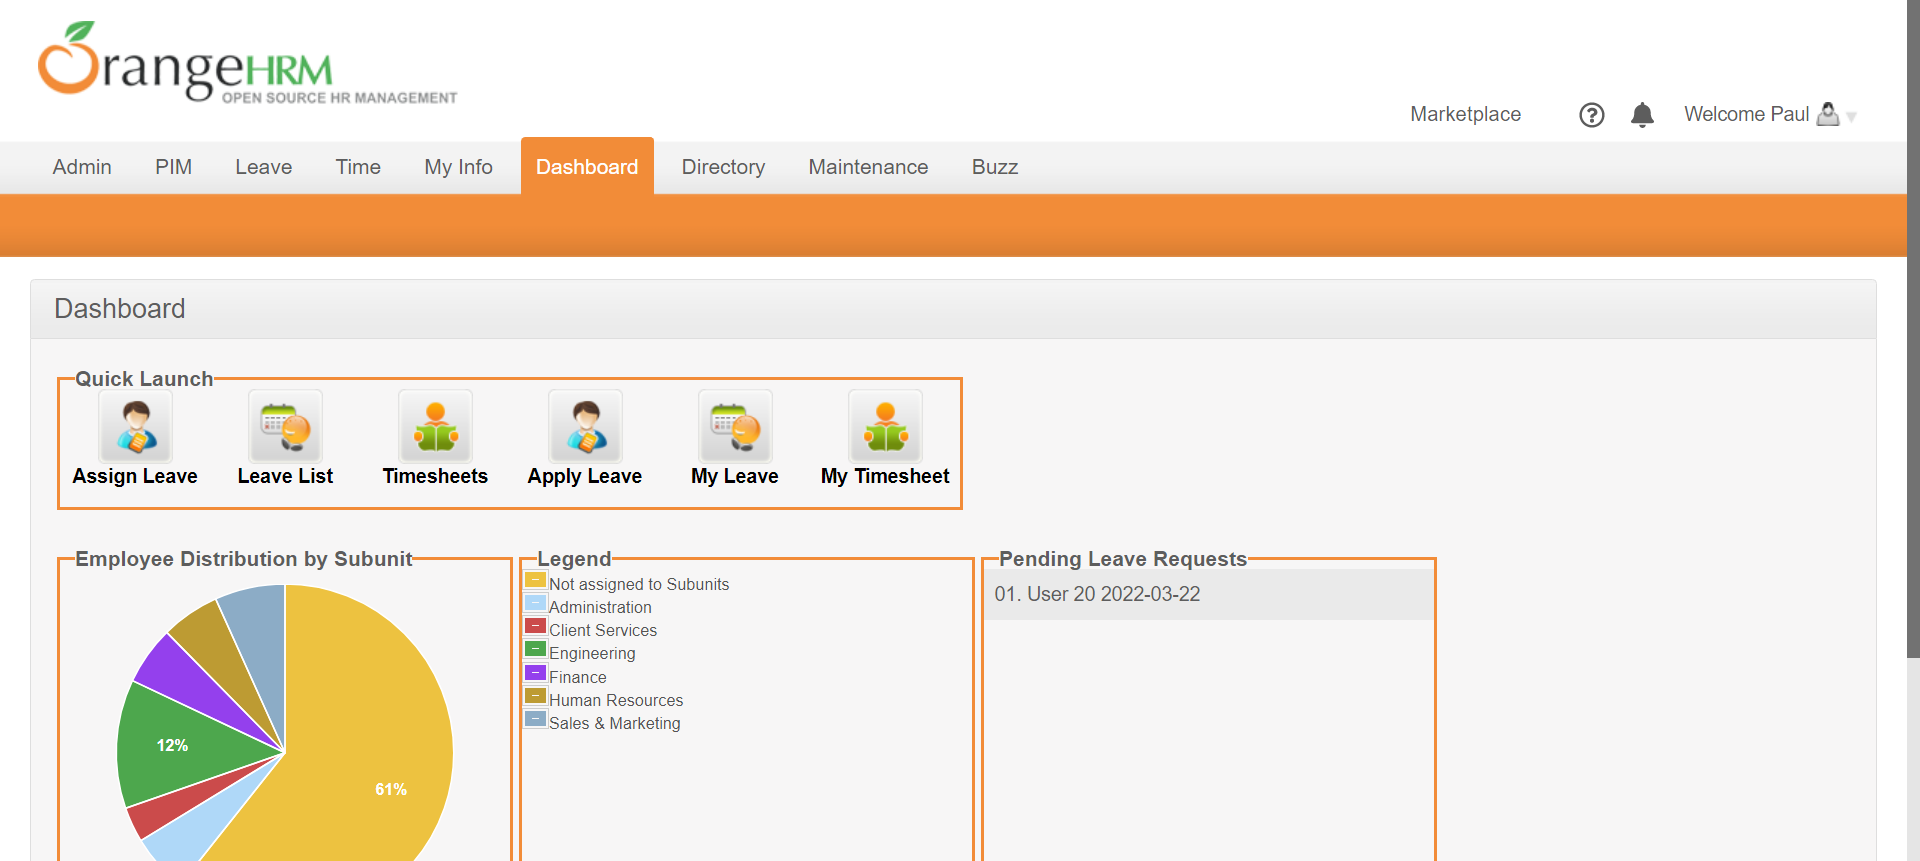 OrangeHRM
OPEN SOURCE HR MANAGEMENT
Marketplace
?
Welcome Paul
Admin
PIM
Leave
Time
My Info
Dashboard
Directory
Maintenance
Buzz
Dashboard
Quick Launch
Assign Leave
Leave List
Timesheets
Apply Leave
My Leave
My Timesheet
Employee Distribution by Subunit
12%
61%
Legend
Not assigned to Subunits
Administration
Client Services
Engineering
Finance
Human Resources
Sales & Marketing
Pending Leave Requests
01. User 20 2022-03-22